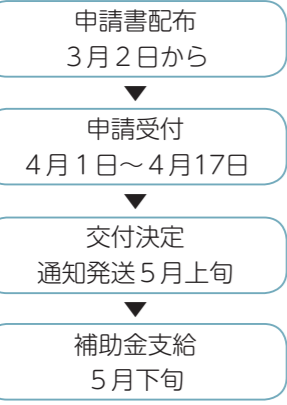 申請書配布
３月２日から
▼
申請受付
４月１日～４月17日
▼
交付決定
通知発送５月上旬
▼
補助金支給
５月下旬